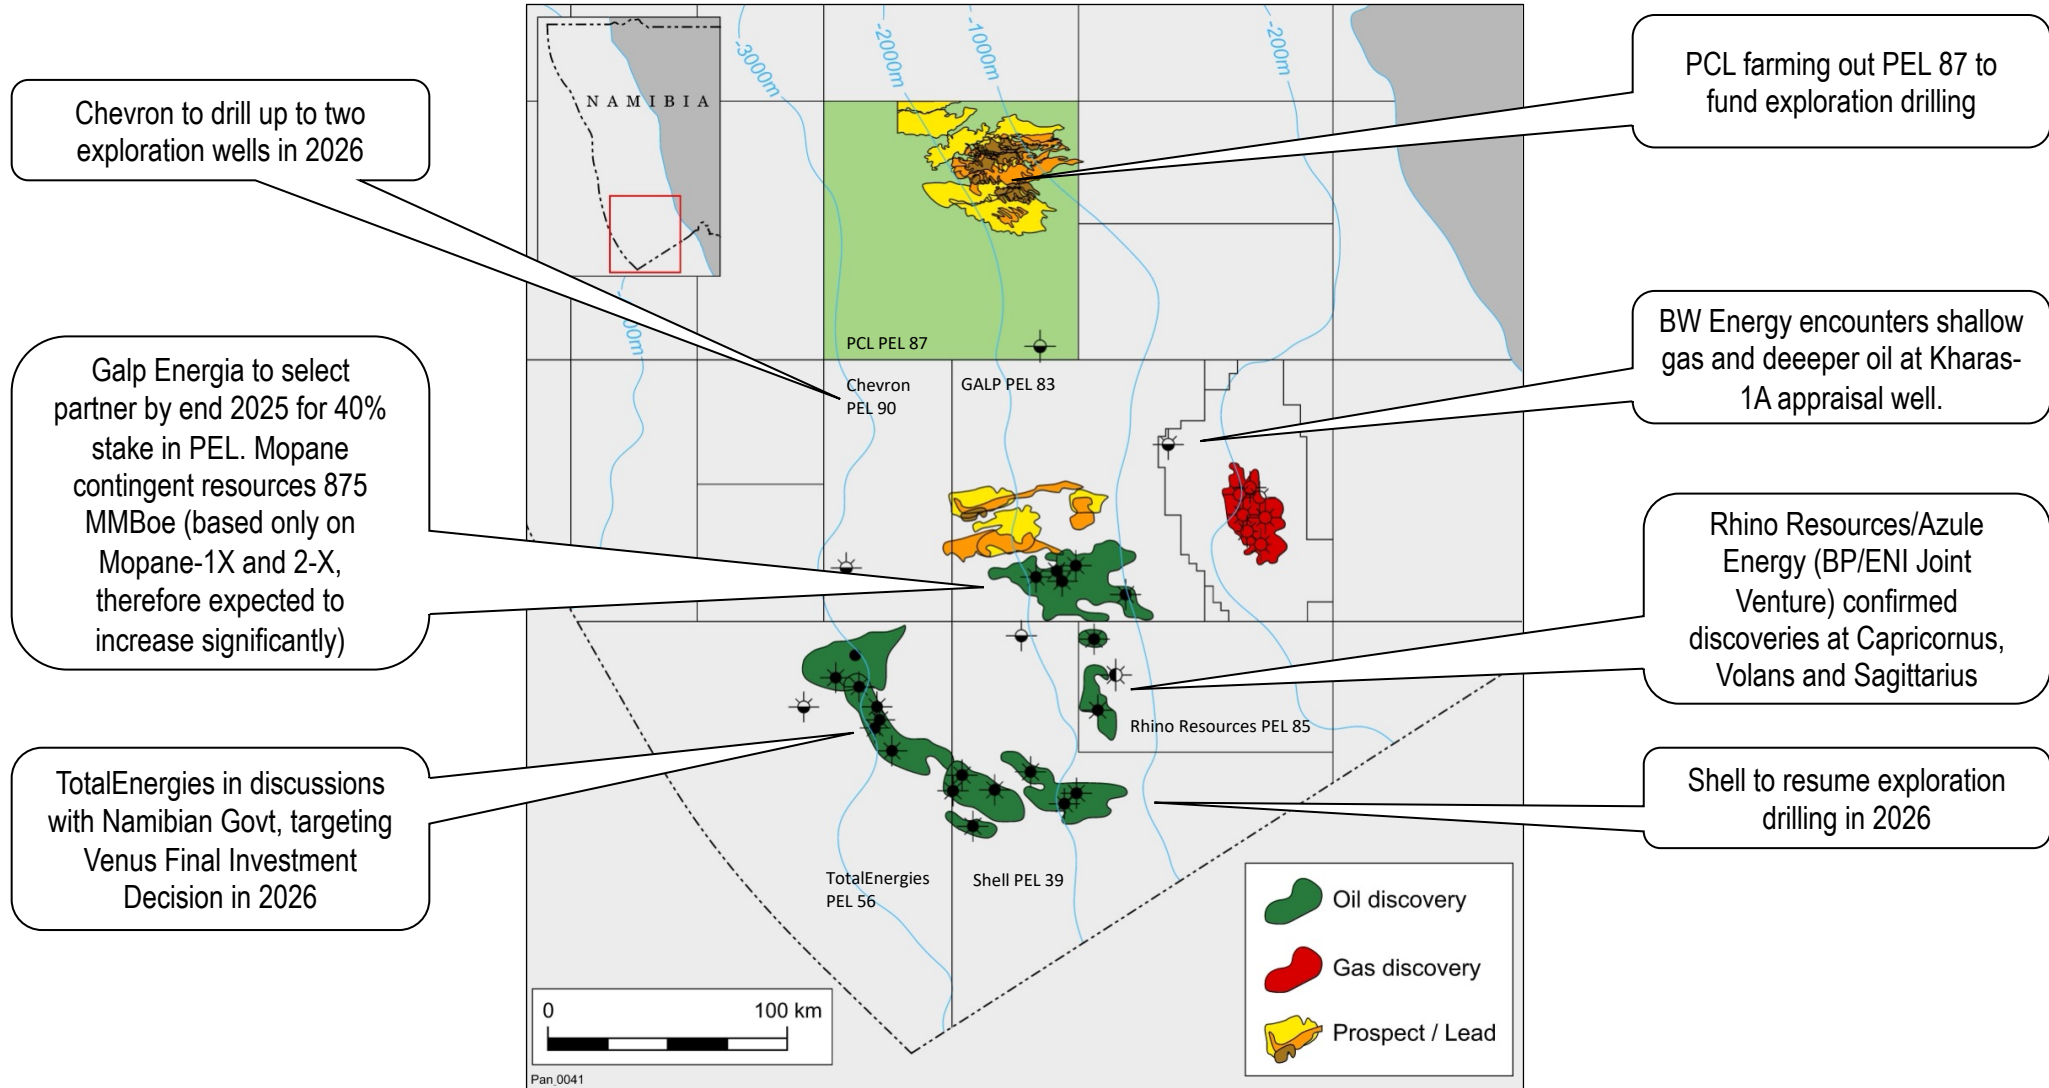 Chevron to drill up to two
exploration wells in 2026
Galp Energia to select
partner by end 2025 for 40%
stake in PEL. Mopane
contingent resources 875
MMBoe (based only on
Mopane-1X and 2-X,
therefore expected to
increase significantly)
TotalEnergies in discussions
with Namibian Govt, targeting
Venus Final Investment
Decision in 2026
NAMIBIA
-3000m
-2000m
-1000m
-200m
PCL PEL 87
Chevron
PEL 90
GALP PEL 83
Rhino Resources PEL 85
TotalEnergies
PEL 56
Shell PEL 39
0 100 km
Pan_0041
Oil discovery
Gas discovery
Prospect / Lead
PCL farming out PEL 87 to
fund exploration drilling
BW Energy encounters shallow
gas and deeeper oil at Kharas-
1A appraisal well.
Rhino Resources/Azule
Energy (BP/ENI Joint
Venture) confirmed
discoveries at Capricornus,
Volans and Sagittarius
Shell to resume exploration
drilling in 2026